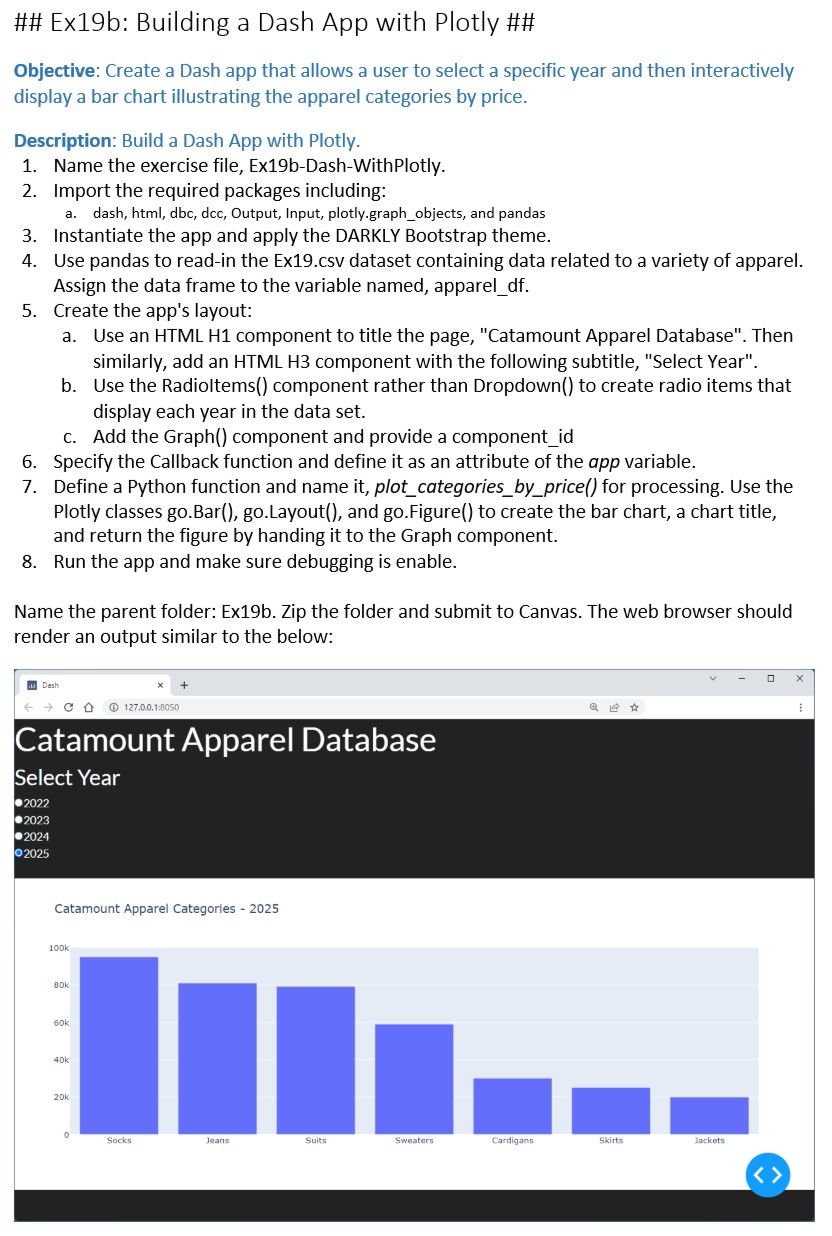 ## Ex19b: Building a Dash App with Plotly ##
Objective: Create a Dash app that allows a user to select a specific year and then interactively
display a bar chart illustrating the apparel categories by price.
Description: Build a Dash App with Plotly.
1. Name the exercise file, Ex19b-Dash-WithPlotly.
2. Import the required packages including:
a. dash, html, dbc, dcc, Output, Input, plotly.graph_objects, and pandas
3. Instantiate the app and apply the DARKLY Bootstrap theme.
4. Use pandas to read-in the Ex19.csv dataset containing data related to a variety of apparel.
Assign the data frame to the variable named, apparel_df.
5. Create the app's layout:
a. Use an HTML H1 component to title the page, "Catamount Apparel Database". Then
similarly, add an HTML H3 component with the following subtitle, "Select Year".
b. Use the RadioItems() component rather than Dropdown() to create radio items that
display each year in the data set.
c. Add the Graph() component and provide a component_id
6. Specify the Callback function and define it as an attribute of the app variable.
7. Define a Python function and name it, plot_categories_by_price() for processing. Use the
Plotly classes go.Bar(), go.Layout(), and go.Figure() to create the bar chart, a chart title,
and return the figure by handing it to the Graph component.
8. Run the app and make sure debugging is enable.
Name the parent folder: Ex19b. Zip the folder and submit to Canvas. The web browser should
render an output similar to the below:
Dash
127.0.0.1:8050
Catamount Apparel Database
Select Year
2022
2023
2024
2025
Catamount Apparel Categories - 2025
100k
80k
60k
40k
20k
0
Socks Jeans Suits Sweaters Cardigans Skirts Jackets